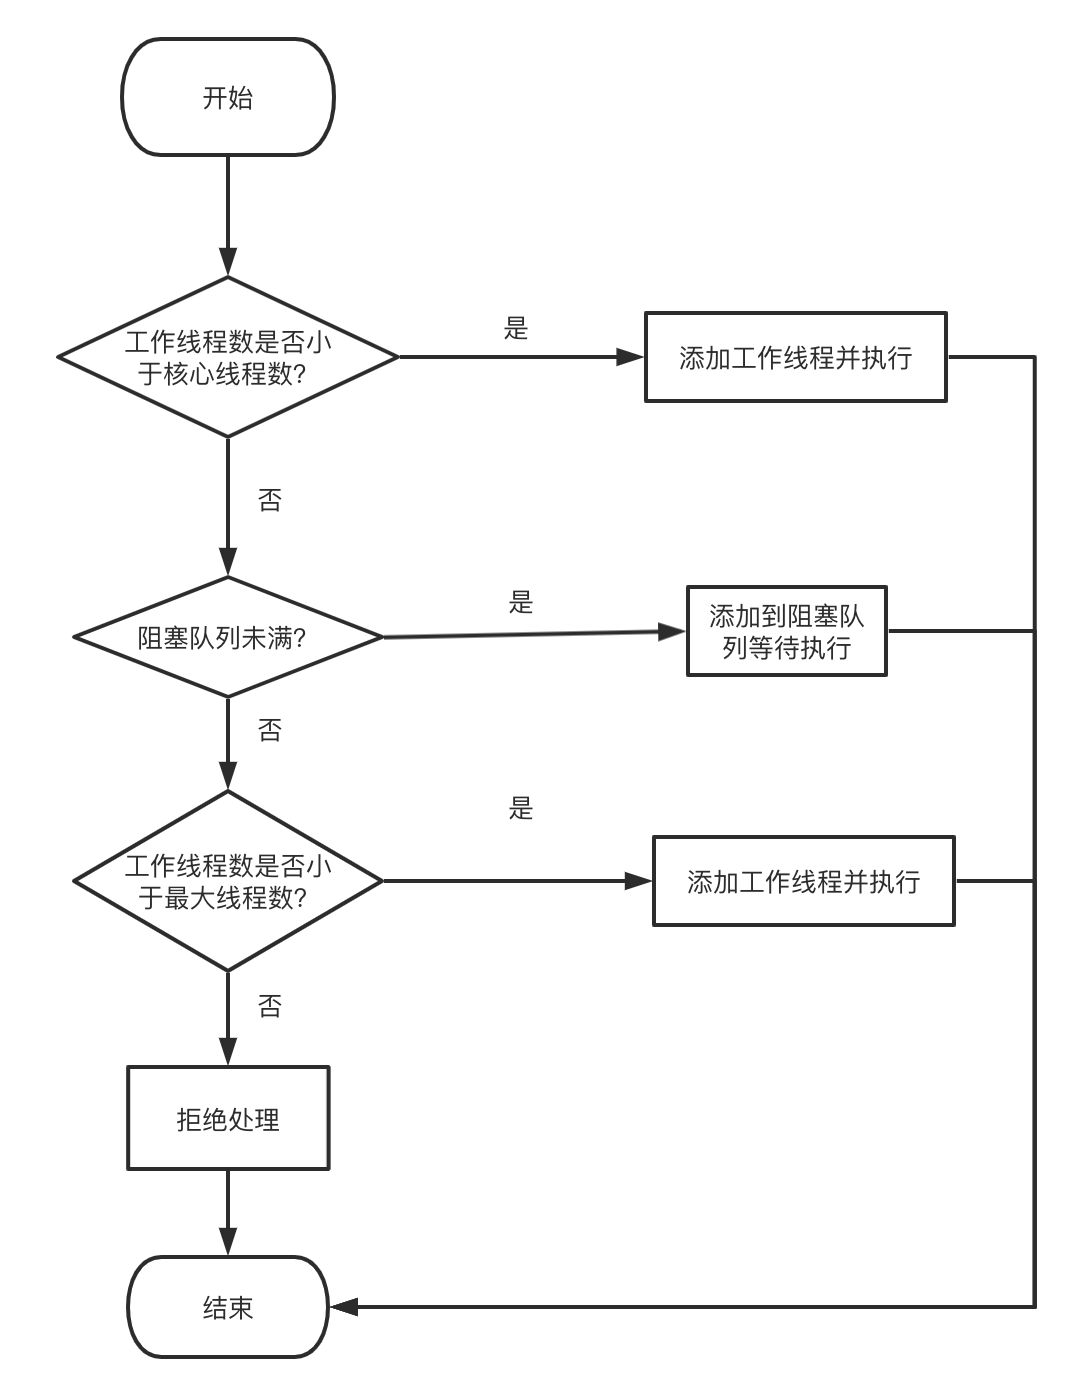 开始
工作线程数是否小
于核心线程数?
是
添加工作线程并执行
否
阻塞队列未满?
是
添加到阻塞队
列等待执行
否
工作线程数是否小
于最大线程数?
是
添加工作线程并执行
否
拒绝处理
结束